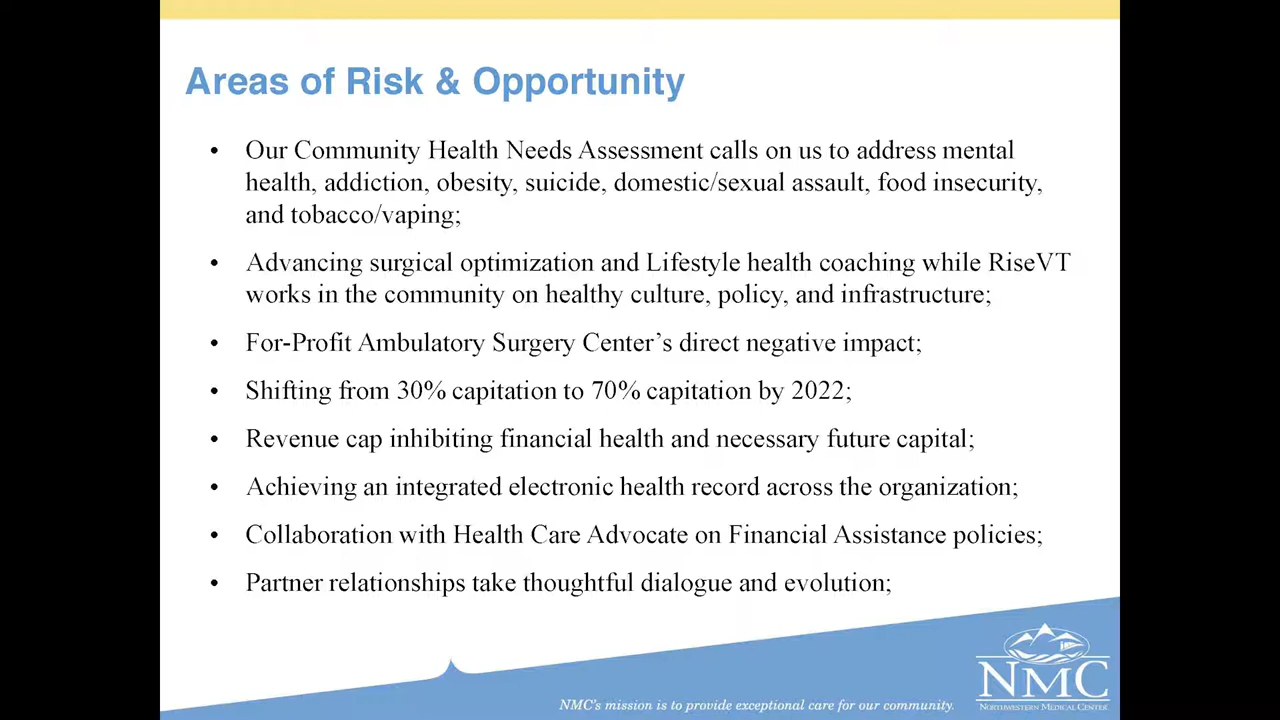 Areas of Risk & Opportunity
• Our Community Health Needs Assessment calls on us to address mental
health, addiction, obesity, suicide, domestic/sexual assault, food insecurity,
and tobacco/vaping;
• Advancing surgical optimization and Lifestyle health coaching while RiseVT
works in the community on healthy culture, policy, and infrastructure;
• For-Profit Ambulatory Surgery Center’s direct negative impact;
• Shifting from 30% capitation to 70% capitation by 2022;
• Revenue cap inhibiting financial health and necessary future capital;
• Achieving an integrated electronic health record across the organization;
• Collaboration with Health Care Advocate on Financial Assistance policies;
• Partner relationships take thoughtful dialogue and evolution;
NMC
NORTHWESTERN MEDICAL CENTER
NMC's mission is to provide exceptional care for our community.